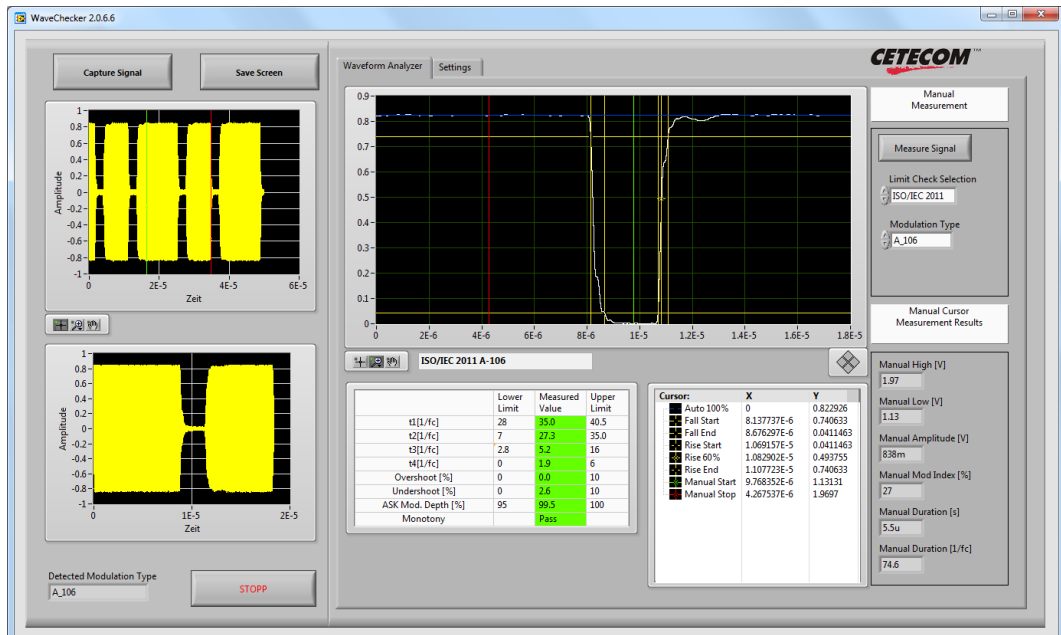 WaveChecker 2.0.6.6
Capture Signal
Save Screen
1
0.8
0.6
0.4
0.2
0
-0.2
-0.4
-0.6
-0.8
-1
Amplitude
0 2E-5 4E-5 6E-5
Zeit
1
0.8
0.6
0.4
0.2
0
-0.2
-0.4
-0.6
-0.8
-1
Amplitude
0 1E-5 2E-5
Zeit
Detected Modulation Type
A_106
STOPP
Waveform Analyzer Settings
CETECOM™
0.9
0.8
0.7
0.6
0.5
0.4
0.3
0.2
0.1
0
0 2E-6 4E-6 6E-6 8E-6 1E-5 1.2E-5 1.4E-5 1.6E-5 1.8E-5
ISO/IEC 2011 A-106
Lower Limit Measured Value Upper Limit
t1[1/fc] 28 35.0 40.5
t2[1/fc] 7 27.3 35.0
t3[1/fc] 2.8 5.2 16
t4[1/fc] 0 1.9 6
Overshoot [%] 0 0.0 10
Undershoot [%] 0 2.6 10
ASK Mod. Depth [%] 95 99.5 100
Monotony Pass
Cursor: X Y
Auto 100% 0 0.822926
Fall Start 8.137737E-6 0.740633
Fall End 8.676297E-6 0.0411463
Rise Start 1.069157E-5 0.0411463
Rise 60% 1.082902E-5 0.493755
Rise End 1.107723E-5 0.740633
Manual Start 9.768352E-6 1.13131
Manual Stop 4.267537E-6 1.9697
Manual
Measurement
Measure Signal
Limit Check Selection
ISO/IEC 2011
Modulation Type
A_106
Manual Cursor
Measurement Results
Manual High [V]
1.97
Manual Low [V]
1.13
Manual Amplitude [V]
838m
Manual Mod Index [%]
27
Manual Duration [s]
5.5u
Manual Duration [1/fc]
74.6